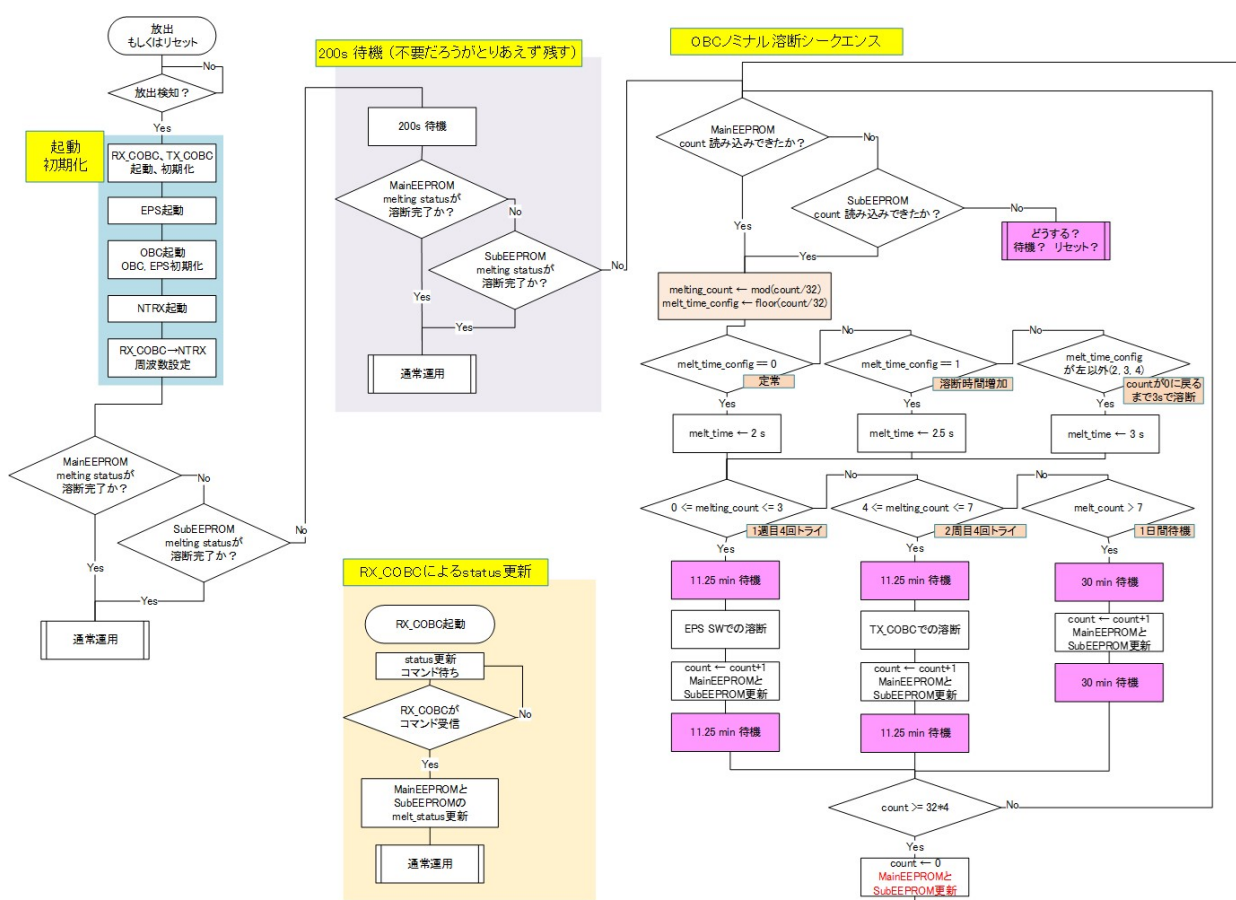 放出
もしくはリセット
No
放出検知？
Yes
起動
初期化
RX_COBC、TX_COBC
起動、初期化
EPS起動
OBC起動
OBC, EPS初期化
NTRX起動
RX_COBC→NTRX
周波数設定
MainEEPROM
melting statusが
溶断完了か？
No
SubEEPROM
melting statusが
溶断完了か？
No
Yes
Yes
通常運用
200s 待機 (不要だろうがとりあえず残す)
200s 待機
MainEEPROM
melting statusが
溶断完了か？
No
SubEEPROM
melting statusが
溶断完了か？
No
Yes
Yes
通常運用
RX_COBCによるstatus更新
RX_COBC起動
status更新
コマンド待ち
RX_COBCが
コマンド受信
No
Yes
MainEEPROMと
SubEEPROMの
melt_status更新
通常運用
OBCノミナル溶断シークエンス
MainEEPROM
count 読み込みできたか？
No
SubEEPROM
count 読み込みできたか？
No
どうする？
待機？ リセット？
Yes
Yes
melting_count ← mod(count/32)
melt_time_config ← floor(count/32)
melt_time_config == 0
定常
No
melt_time_config == 1
溶断時間増加
No
melt_time_config
が左以外(2, 3, 4)
countが0に戻る
まで3sで溶断
Yes
Yes
Yes
melt_time ← 2 s
melt_time ← 2.5 s
melt_time ← 3 s
0 <= melting_count <= 3
1週目4回トライ
No
4 <= melting_count <= 7
2周目4回トライ
No
melt_count > 7
1日間待機
Yes
Yes
Yes
11.25 min 待機
11.25 min 待機
30 min 待機
EPS SWでの溶断
TX_COBCでの溶断
count ← count+1
MainEEPROMと
SubEEPROM更新
count ← count+1
MainEEPROMと
SubEEPROM更新
count ← count+1
MainEEPROMと
SubEEPROM更新
30 min 待機
11.25 min 待機
11.25 min 待機
count >= 32*4
No
Yes
count ← 0
MainEEPROMと
SubEEPROM更新